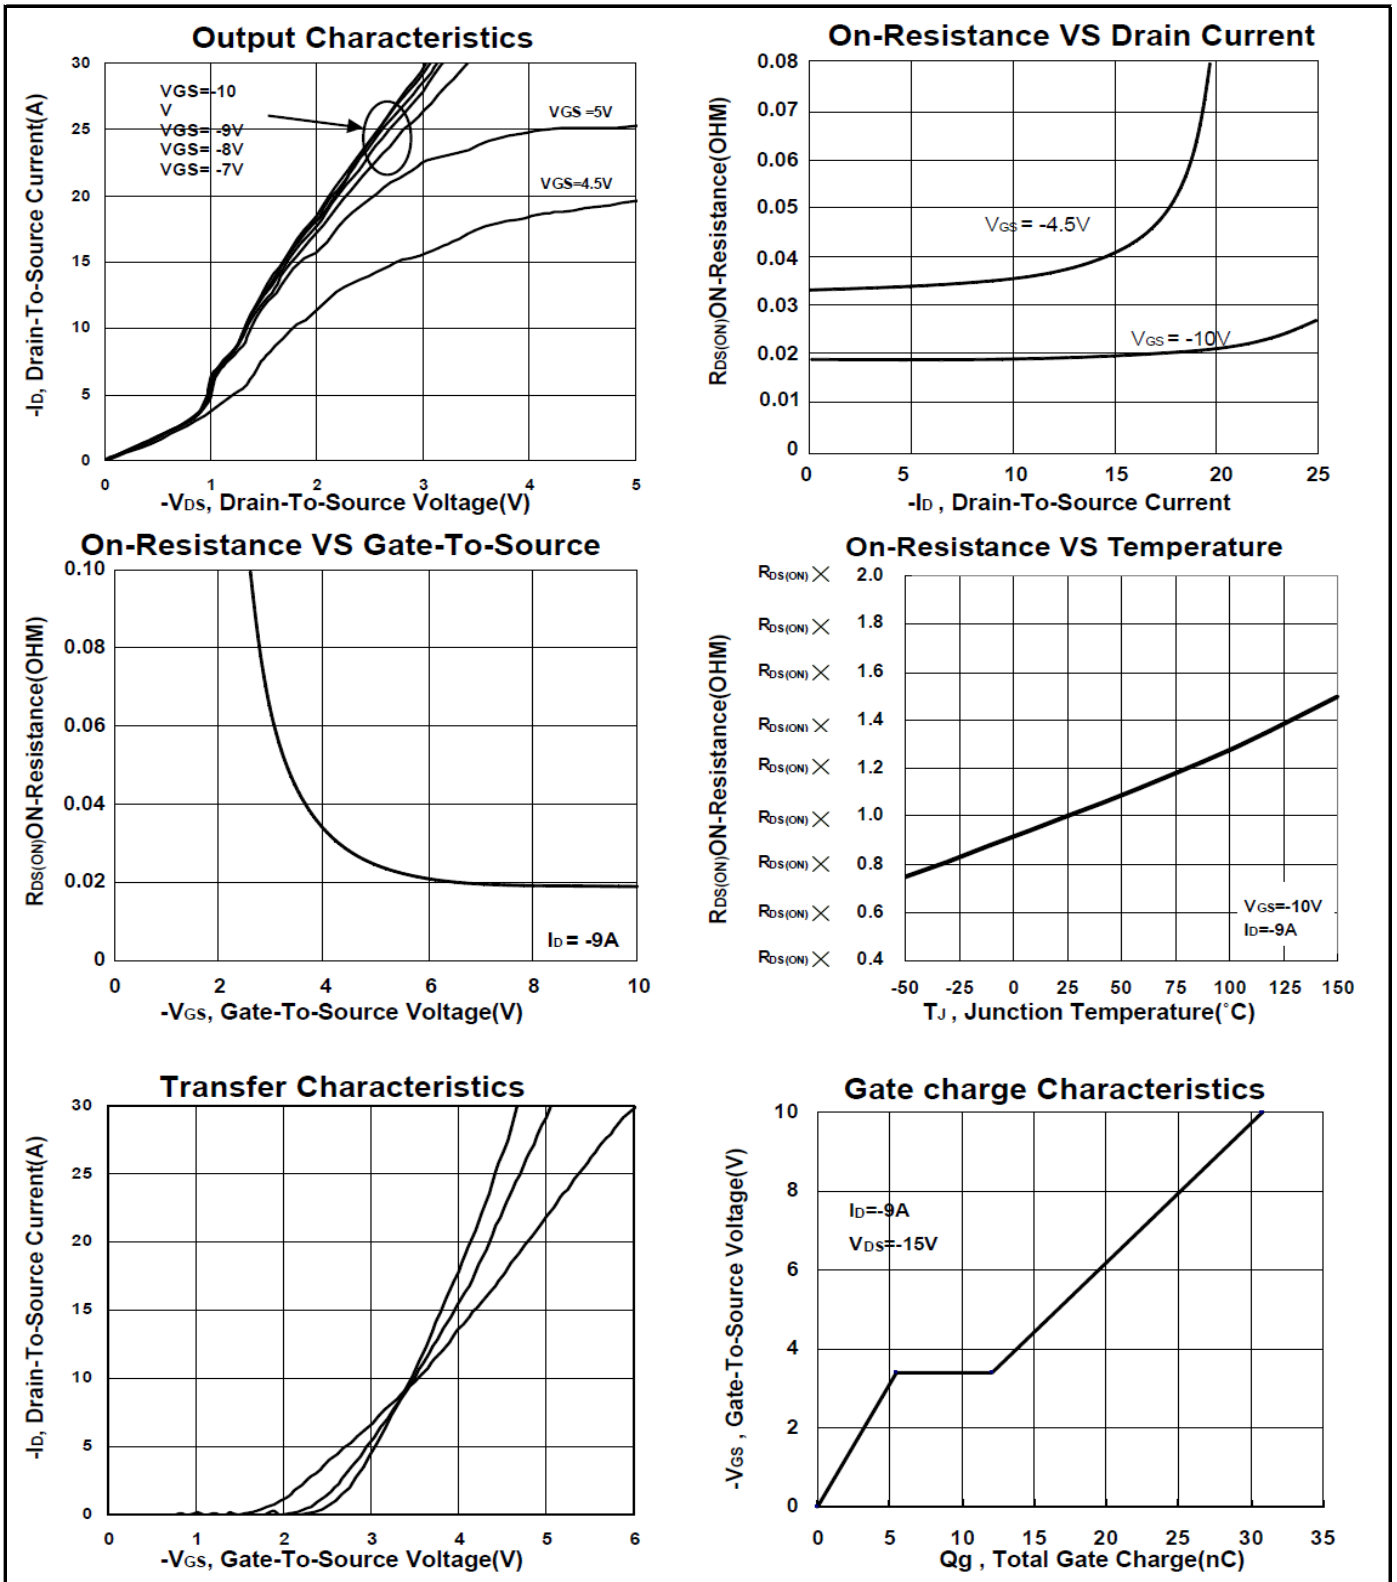 Output Characteristics
-ID, Drain-To-Source Current(A)
30
25
20
15
10
5
0
VGS=-10
V
VGS= -9V
VGS= -8V
VGS= -7V
VGS =5V
VGS=4.5V
0 1 2 3 4 5
-VDS, Drain-To-Source Voltage(V)
On-Resistance VS Drain Current
RDS(ON)ON-Resistance(OHM)
0.08
0.07
0.06
0.05
0.04
0.03
0.02
0.01
0
VGS = -4.5V
VGS = -10V
0 5 10 15 20 25
-ID , Drain-To-Source Current
On-Resistance VS Gate-To-Source
RDS(ON)ON-Resistance(OHM)
0.10
0.08
0.06
0.04
0.02
0
ID = -9A
0 2 4 6 8 10
-VGS, Gate-To-Source Voltage(V)
On-Resistance VS Temperature
RDS(ON)ON-Resistance(OHM)
RDS(ON) × 2.0
RDS(ON) × 1.8
RDS(ON) × 1.6
RDS(ON) × 1.4
RDS(ON) × 1.2
RDS(ON) × 1.0
RDS(ON) × 0.8
RDS(ON) × 0.6
RDS(ON) × 0.4
VGS=-10V
ID=-9A
-50 -25 0 25 50 75 100 125 150
TJ , Junction Temperature(˚C)
Transfer Characteristics
-ID, Drain-To-Source Current(A)
30
25
20
15
10
5
0
0 1 2 3 4 5 6
-VGS, Gate-To-Source Voltage(V)
Gate charge Characteristics
-VGS , Gate-To-Source Voltage(V)
10
8
6
4
2
0
ID=-9A
VDS=-15V
0 5 10 15 20 25 30 35
Qg , Total Gate Charge(nC)